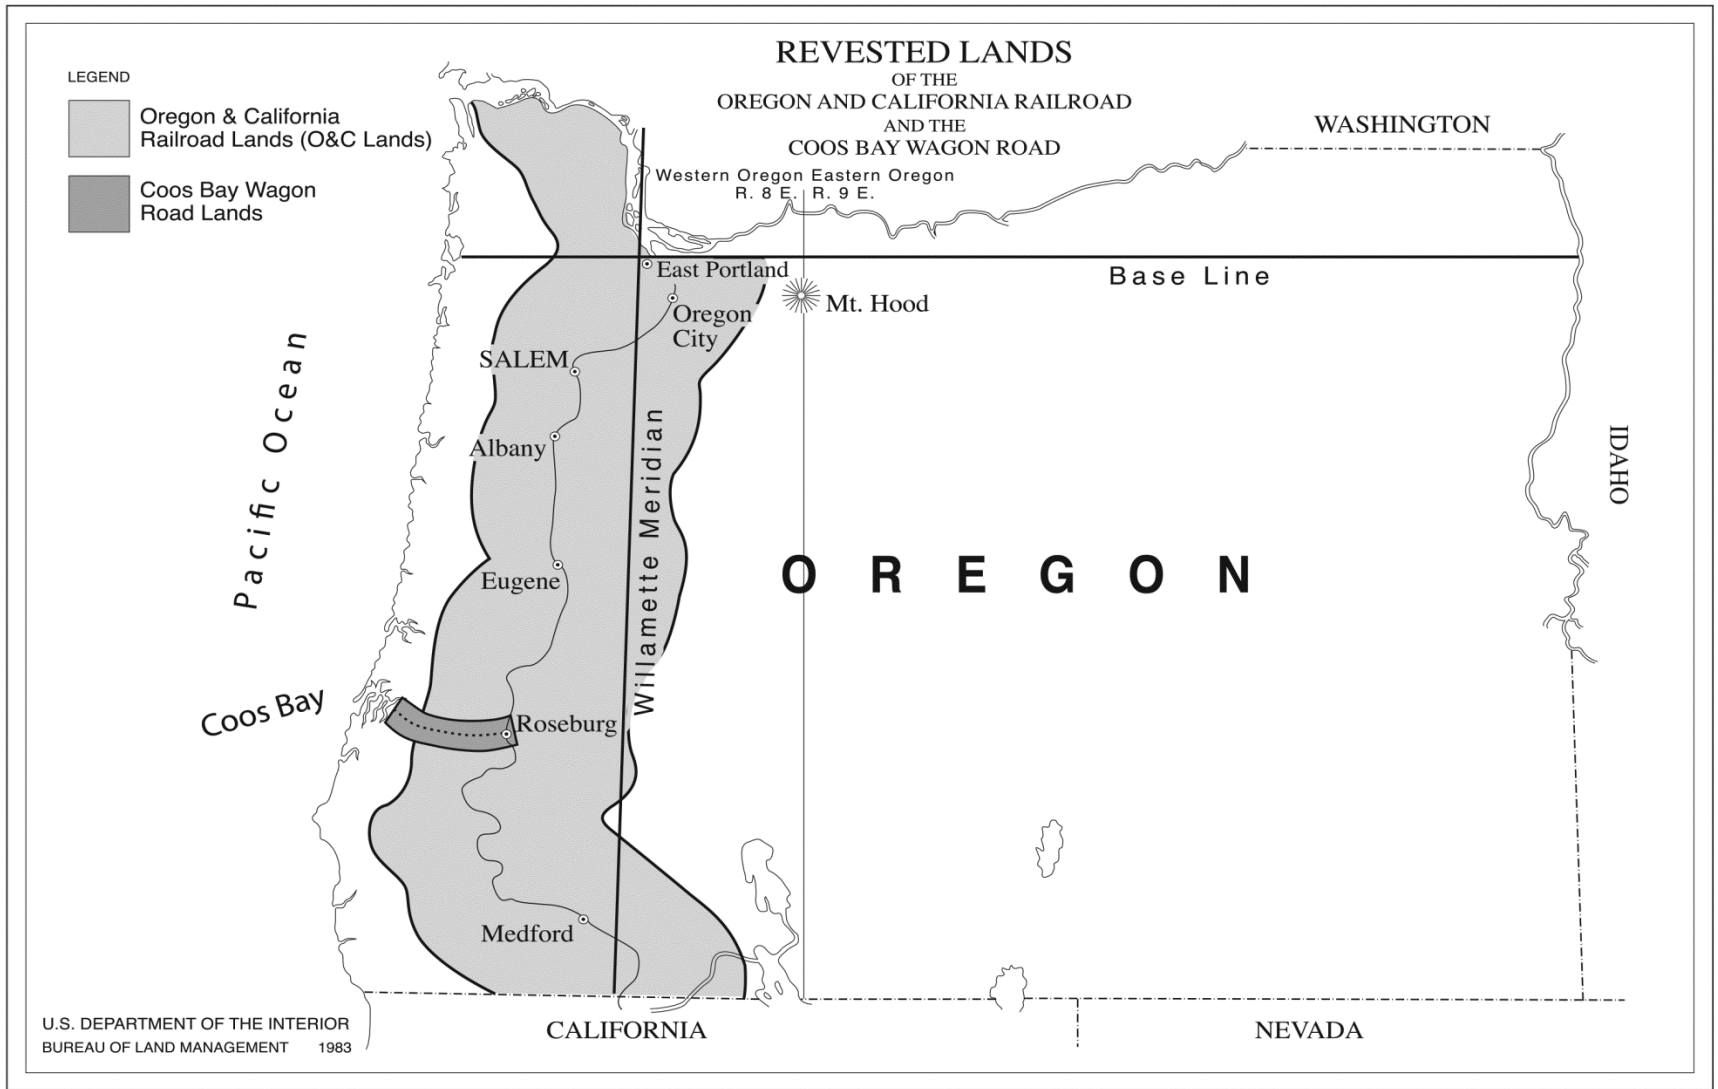 REVESTED LANDS
OF THE
OREGON AND CALIFORNIA RAILROAD
AND THE
COOS BAY WAGON ROAD
LEGEND
Oregon & California
Railroad Lands (O&C Lands)
Coos Bay Wagon
Road Lands
WASHINGTON
Western Oregon Eastern Oregon
R. 8 E. R. 9 E.
East Portland
Base Line
Mt. Hood
Oregon
City
SALEM
Pacific Ocean
Albany
Willamette Meridian
IDAHO
Eugene
OREGON
Coos Bay
Roseburg
Medford
U.S. DEPARTMENT OF THE INTERIOR
BUREAU OF LAND MANAGEMENT 1983
CALIFORNIA
NEVADA